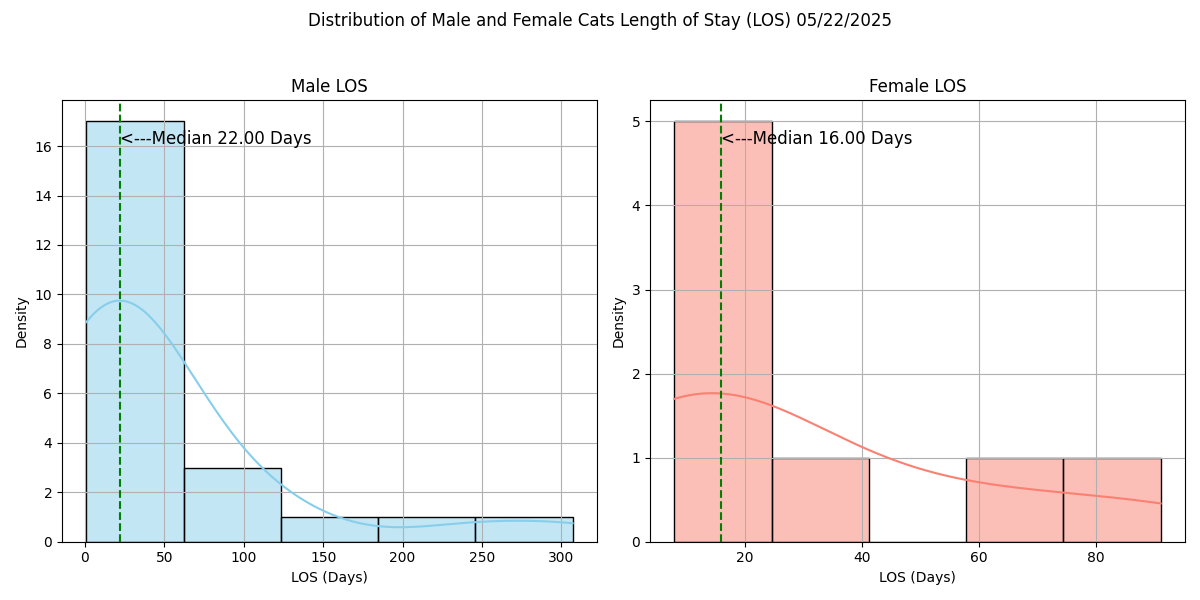 Distribution of Male and Female Cats Length of Stay (LOS) 05/22/2025
Male LOS
<---Median 22.00 Days
Density
16
14
12
10
8
6
4
2
0
0 50 100 150 200 250 300
LOS (Days)
Female LOS
<---Median 16.00 Days
Density
5
4
3
2
1
0
20 40 60 80
LOS (Days)